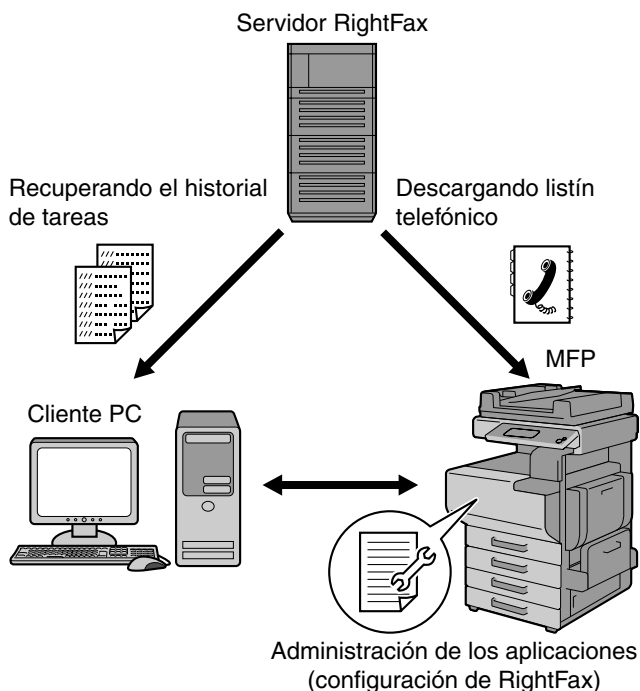 Servidor RightFax
Recuperando el historial
de tareas
Descargando listín
telefónico
MFP
Cliente PC
Administración de los aplicaciones
(configuración de RightFax)